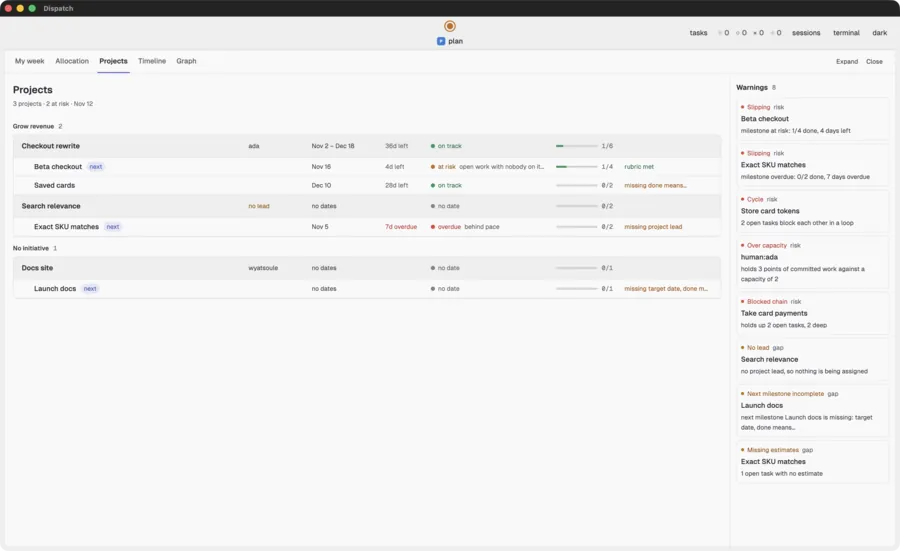 Dispatch
plan
tasks 0 0 0 0 sessions terminal dark
My week Allocation Projects Timeline Graph Expand Close
Projects
3 projects · 2 at risk · Nov 12
Grow revenue 2
Checkout rewrite ada Nov 2 – Dec 18 36d left on track 1/6
Beta checkout next Nov 16 4d left at risk open work with nobody on it... 1/4 rubric met
Saved cards Dec 10 28d left on track 0/2 missing done means...
Search relevance no lead no dates no date 0/2
Exact SKU matches next Nov 5 7d overdue overdue behind pace 0/2 missing project lead
No initiative 1
Docs site wyatsoule no dates no date 0/1
Launch docs next no dates no date 0/1 missing target date, done m...
Warnings 8
Slipping risk
Beta checkout
milestone at risk: 1/4 done, 4 days left
Slipping risk
Exact SKU matches
milestone overdue: 0/2 done, 7 days overdue
Cycle risk
Store card tokens
2 open tasks block each other in a loop
Over capacity risk
human:ada
holds 3 points of committed work against a
capacity of 2
Blocked chain risk
Take card payments
holds up 2 open tasks, 2 deep
No lead gap
Search relevance
no project lead, so nothing is being assigned
Next milestone incomplete gap
Launch docs
next milestone Launch docs is missing: target
date, done means...
Missing estimates gap
Exact SKU matches
1 open task with no estimate